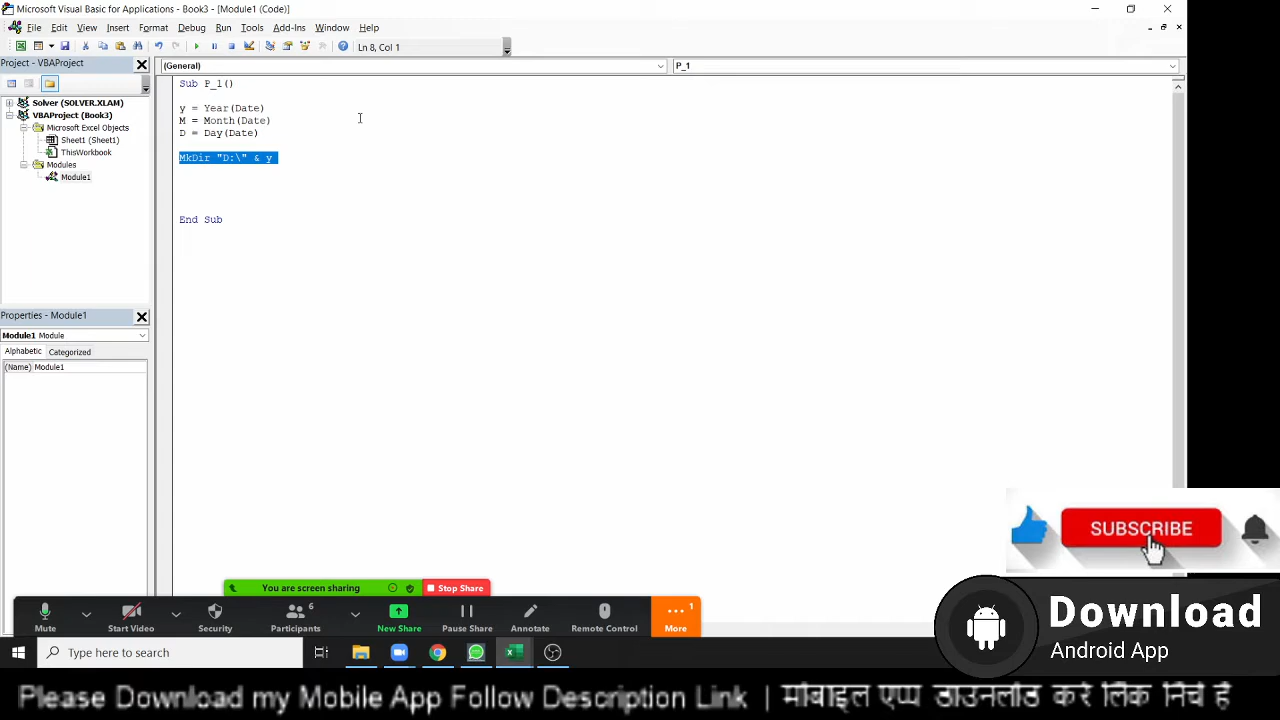 Microsoft Visual Basic for Applications - Book3 - [Module1 (Code)]
File Edit View Insert Format Debug Run Tools Add-Ins Window Help
Ln 8, Col 1
Project - VBAProject
(General)
P_1
Solver (SOLVER.XLAM)
VBAProject (Book3)
Microsoft Excel Objects
Sheet1 (Sheet1)
ThisWorkbook
Modules
Module1
Sub P_1()
y = Year(Date)
M = Month(Date)
D = Day(Date)
MkDir "D:\" & y
End Sub
Properties - Module1
Module1 Module
Alphabetic Categorized
(Name) Module1
SUBSCRIBE
You are screen sharing
Stop Share
6
1
Mute Start Video Security Participants New Share Pause Share Annotate Remote Control More
Download
Android App
Type here to search
Please Download my Mobile App Follow Description Link | मोबाइल एप्प डाउनलोड करे लिंक निचे है